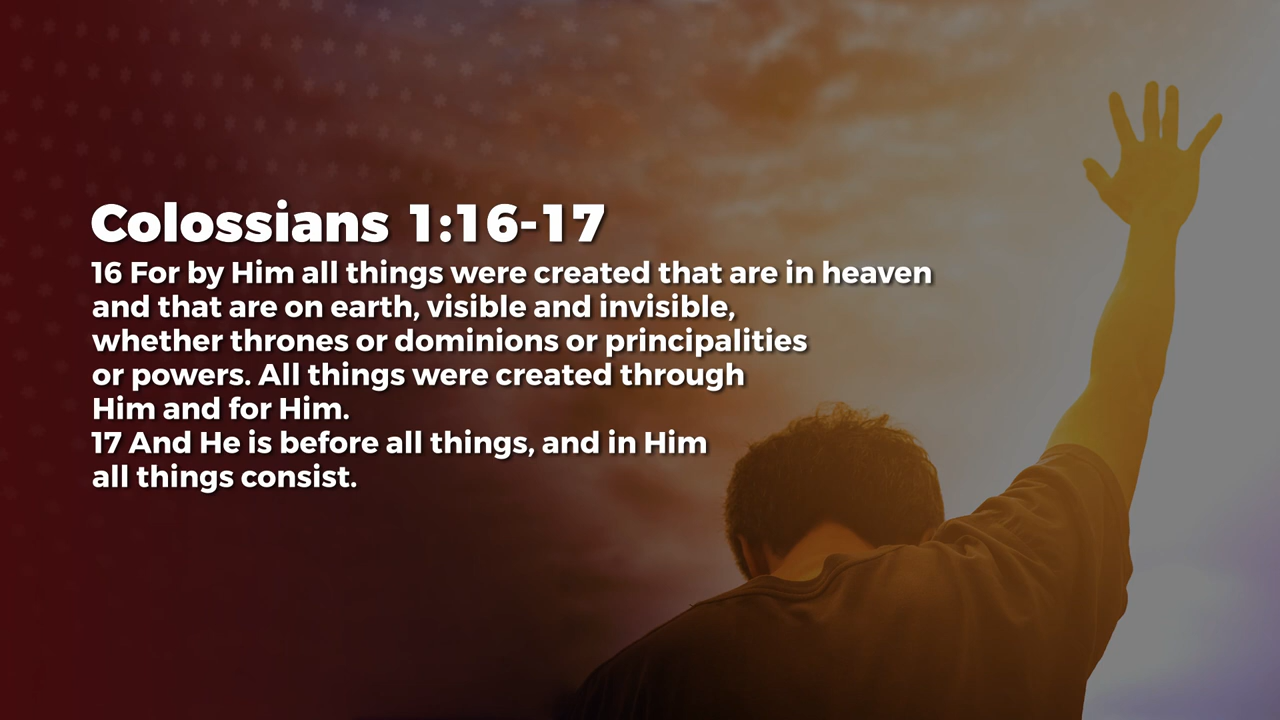 Colossians 1:16-17
16 For by Him all things were created that are in heaven
and that are on earth, visible and invisible,
whether thrones or dominions or principalities
or powers. All things were created through
Him and for Him.
17 And He is before all things, and in Him
all things consist.